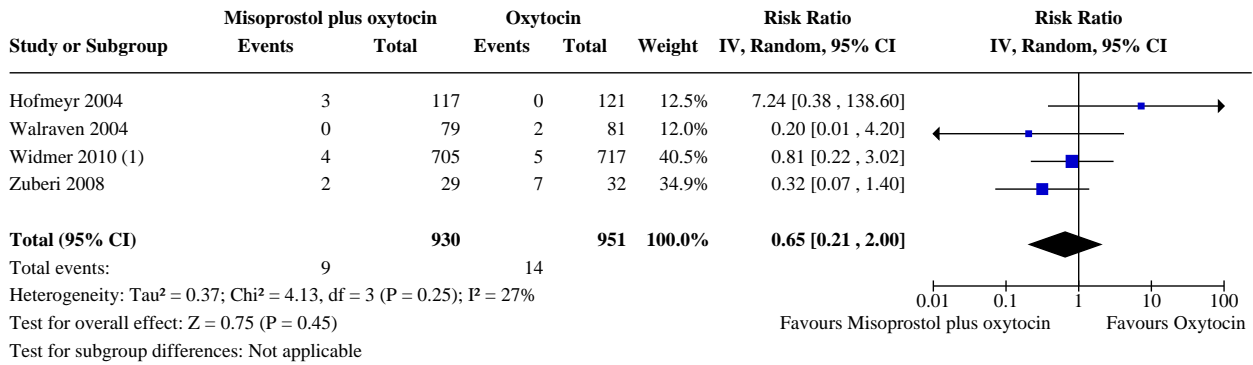 Misoprostol plus oxytocin Oxytocin Risk Ratio Risk Ratio
Study or Subgroup Events Total Events Total Weight IV, Random, 95% CI IV, Random, 95% CI
Hofmeyr 2004 3 117 0 121 12.5% 7.24 [0.38 , 138.60]
Walraven 2004 0 79 2 81 12.0% 0.20 [0.01 , 4.20]
Widmer 2010 (1) 4 705 5 717 40.5% 0.81 [0.22 , 3.02]
Zuberi 2008 2 29 7 32 34.9% 0.32 [0.07 , 1.40]
Total (95% CI) 930 951 100.0% 0.65 [0.21 , 2.00]
Total events: 9 14
Heterogeneity: Tau² = 0.37; Chi² = 4.13, df = 3 (P = 0.25); I² = 27%
0.01 0.1 1 10 100
Test for overall effect: Z = 0.75 (P = 0.45)
Favours Misoprostol plus oxytocin Favours Oxytocin
Test for subgroup differences: Not applicable